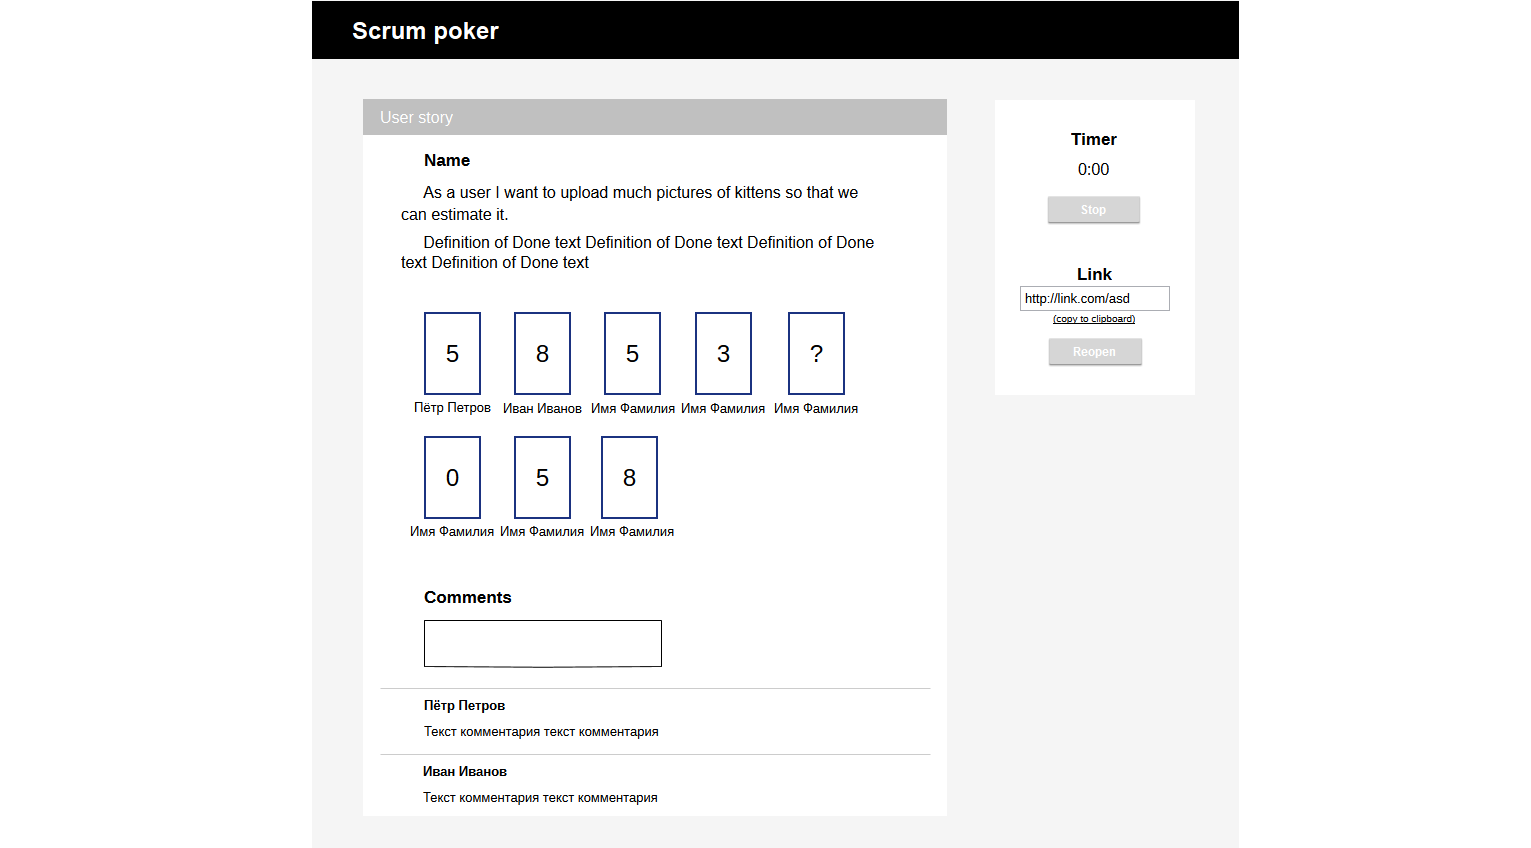 Scrum poker
User story
Name
As a user I want to upload much pictures of kittens so that we
can estimate it.
Definition of Done text Definition of Done text Definition of Done
text Definition of Done text
5 8 5 3 ?
Пётр Петров Иван Иванов Имя Фамилия Имя Фамилия Имя Фамилия
0 5 8
Имя Фамилия Имя Фамилия Имя Фамилия
Comments
Пётр Петров
Текст комментария текст комментария
Иван Иванов
Текст комментария текст комментария
Timer
0:00
Stop
Link
http://link.com/asd
(copy to clipboard)
Reopen